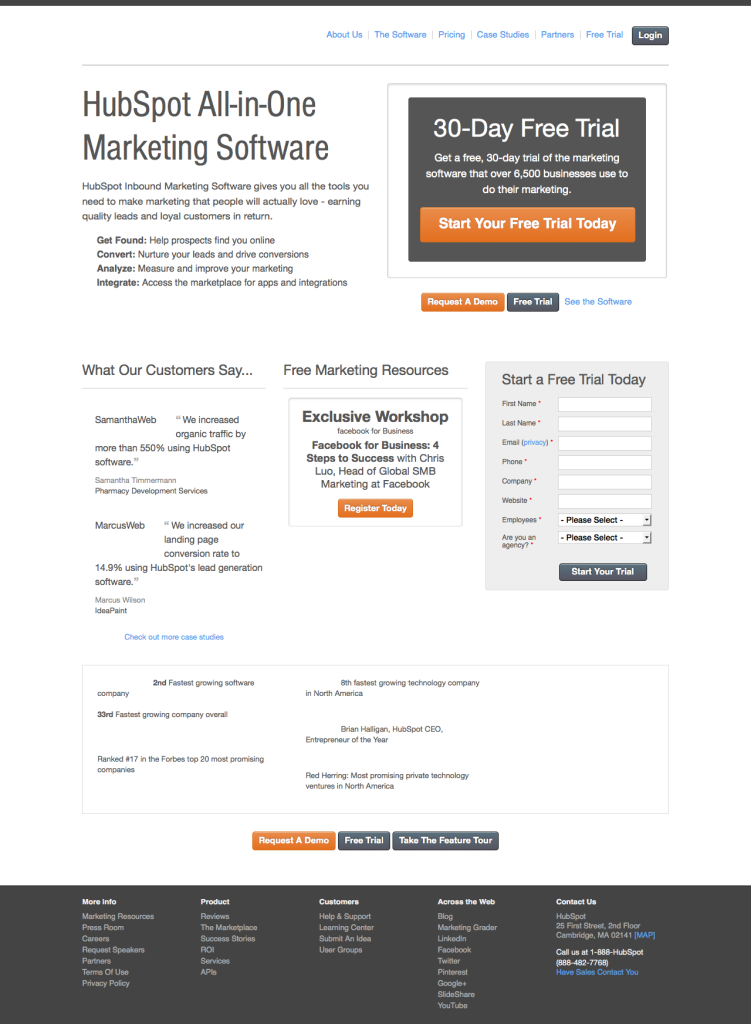 About Us | The Software | Pricing | Case Studies | Partners | Free Trial Login
HubSpot All-in-One
Marketing Software
HubSpot Inbound Marketing Software gives you all the tools you
need to make marketing that people will actually love - earning
quality leads and loyal customers in return.
Get Found: Help prospects find you online
Convert: Nurture your leads and drive conversions
Analyze: Measure and improve your marketing
Integrate: Access the marketplace for apps and integrations
30-Day Free Trial
Get a free, 30-day trial of the marketing
software that over 6,500 businesses use to
do their marketing.
Start Your Free Trial Today
Request A Demo Free Trial See the Software
What Our Customers Say...
SamanthaWeb “ We increased
organic traffic by
more than 550% using HubSpot
software.”
Samantha Timmermann
Pharmacy Development Services
MarcusWeb “ We increased our
landing page
conversion rate to
14.9% using HubSpot's lead generation
software.”
Marcus Wilson
IdeaPaint
Check out more case studies
Free Marketing Resources
Exclusive Workshop
facebook for Business
Facebook for Business: 4
Steps to Success with Chris
Luo, Head of Global SMB
Marketing at Facebook
Register Today
Start a Free Trial Today
First Name *
Last Name *
Email (privacy) *
Phone *
Company *
Website *
Employees * - Please Select -
Are you an - Please Select -
agency? *
Start Your Trial
2nd Fastest growing software
company
33rd Fastest growing company overall
Ranked #17 in the Forbes top 20 most promising
companies
8th fastest growing technology company
in North America
Brian Halligan, HubSpot CEO,
Entrepreneur of the Year
Red Herring: Most promising private technology
ventures in North America
Request A Demo Free Trial Take The Feature Tour
More Info
Marketing Resources
Press Room
Careers
Request Speakers
Partners
Terms Of Use
Privacy Policy
Product
Reviews
The Marketplace
Success Stories
ROI
Services
APIs
Customers
Help & Support
Learning Center
Submit An Idea
User Groups
Across the Web
Blog
Marketing Grader
LinkedIn
Facebook
Twitter
Pinterest
Google+
SlideShare
YouTube
Contact Us
HubSpot
25 First Street, 2nd Floor
Cambridge, MA 02141 [MAP]
Call us at 1-888-HubSpot
(888-482-7768)
Have Sales Contact You